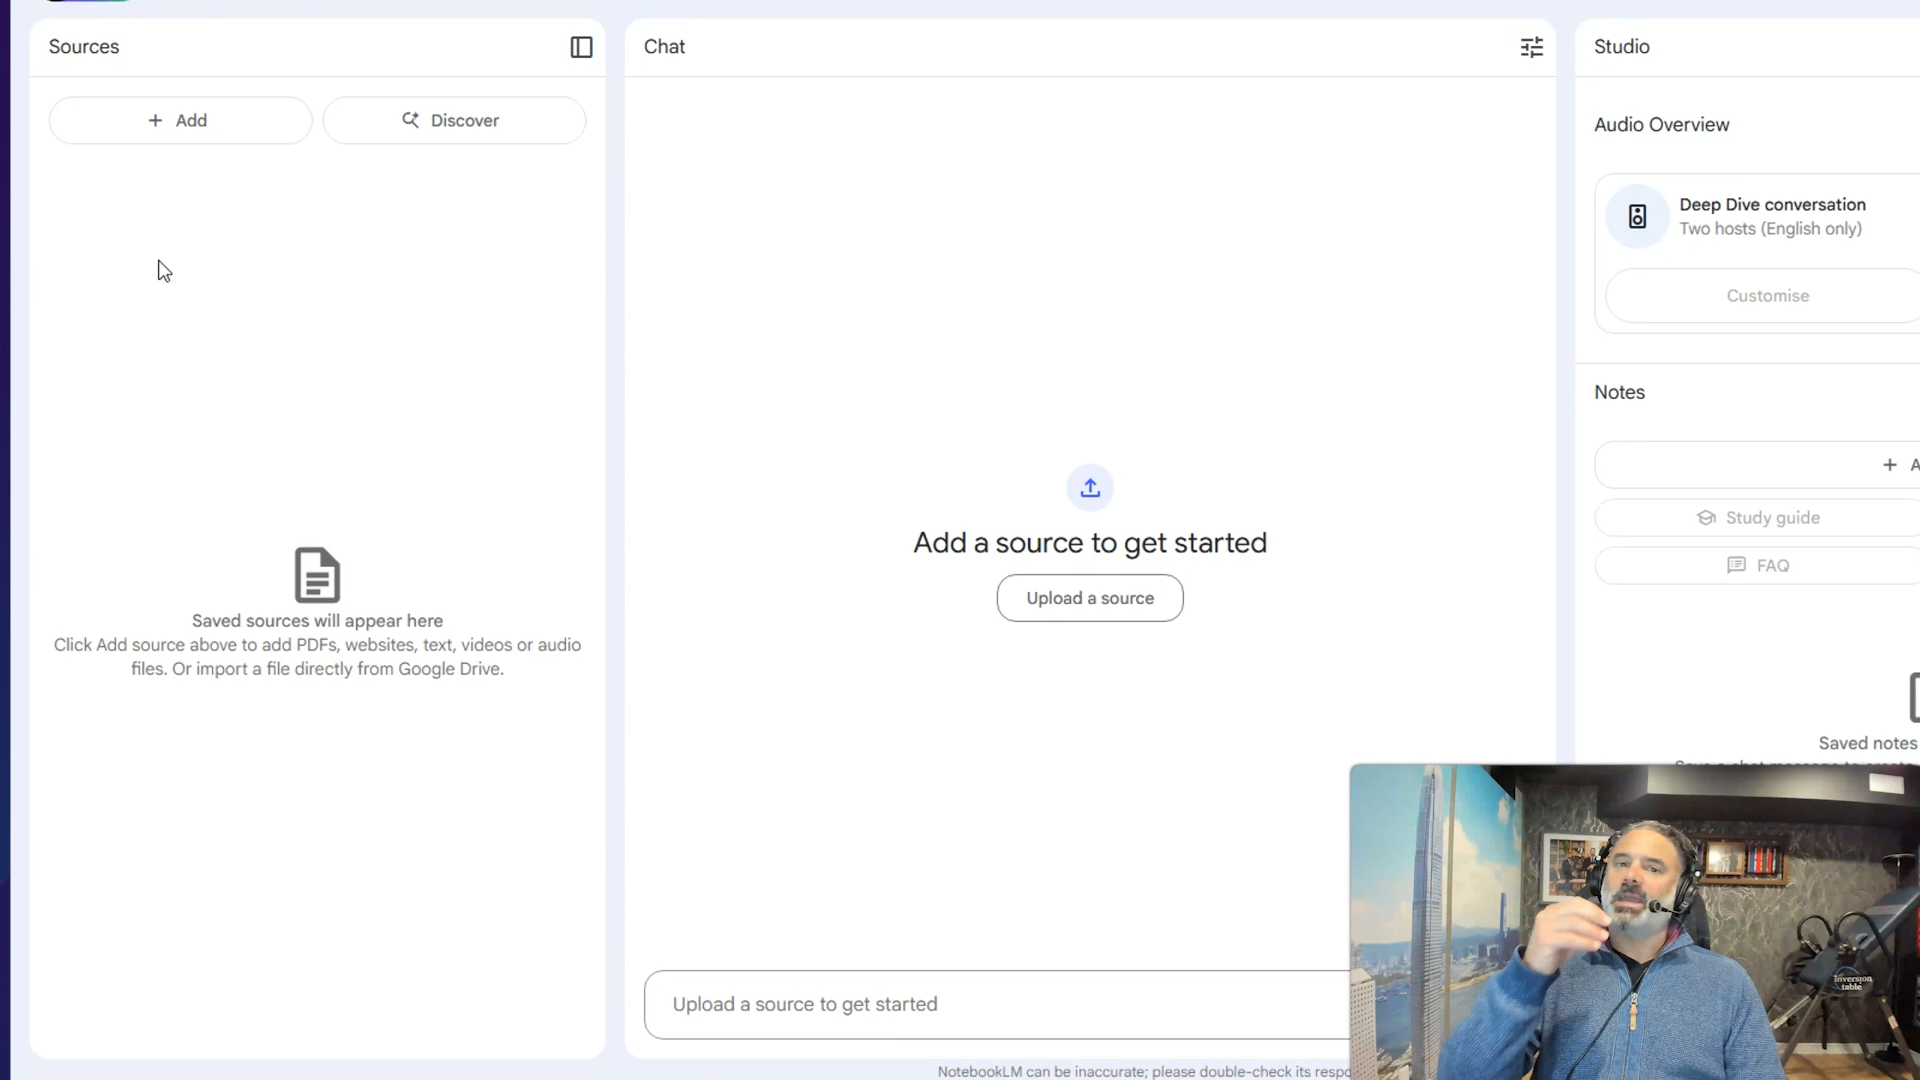 Sources
Add
Discover
Saved sources will appear here
Click Add source above to add PDFs, websites, text, videos or audio
files. Or import a file directly from Google Drive.
Chat
Add a source to get started
Upload a source
Upload a source to get started
NotebookLM can be inaccurate; please double-check its
Studio
Audio Overview
Deep Dive conversation
Two hosts (English only)
Customise
Notes
Study guide
FAQ
Saved notes
Inversion
table